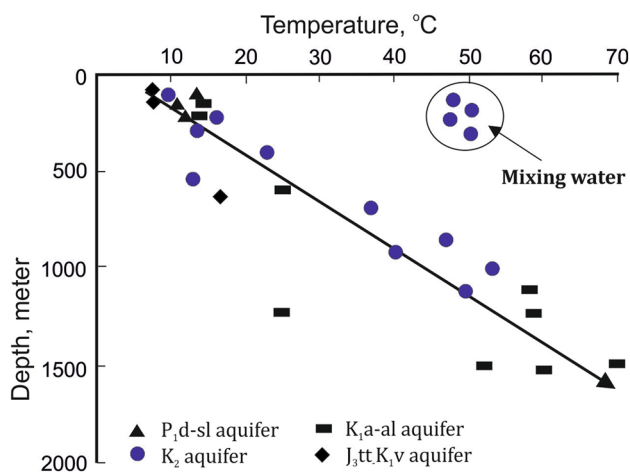 Temperature, °C
10 20 30 40 50 60 70
0
500
1000
1500
2000
Depth, meter
Mixing water
P₁d-sl aquifer
K₁a-al aquifer
K₂ aquifer
J₃tt-K₁v aquifer